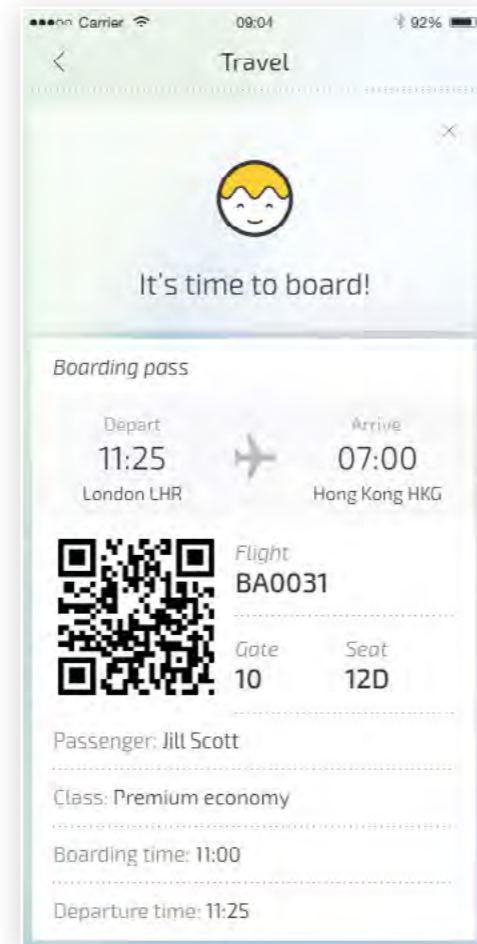 Carrier 09:04 92%
Travel
It's time to board!
Boarding pass
Depart Arrive
11:25 07:00
London LHR Hong Kong HKG
Flight
BA0031
Gate Seat
10 12D
Passenger: Jill Scott
Class: Premium economy
Boarding time: 11:00
Departure time: 11:25